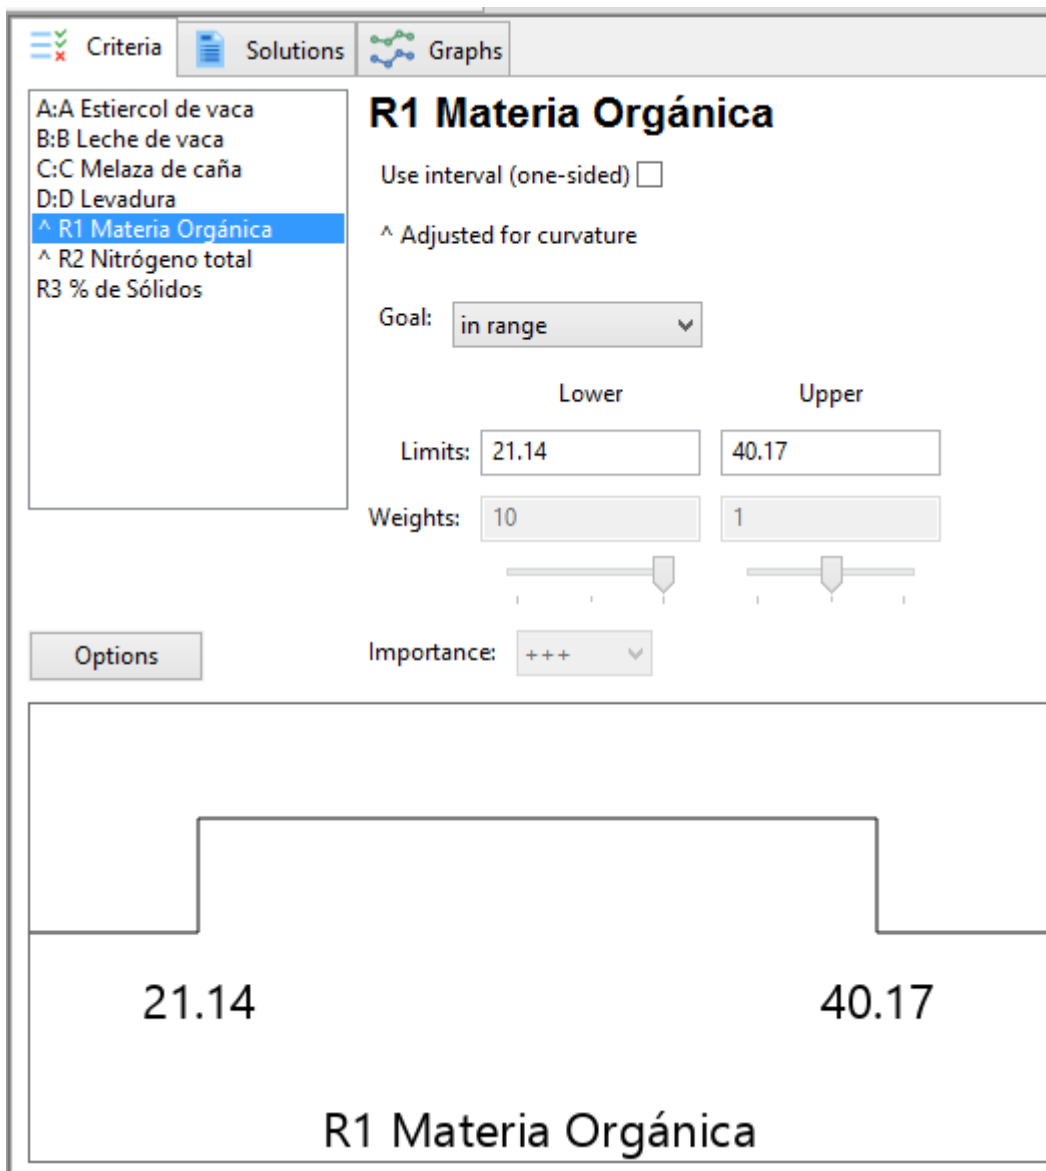 Criteria Solutions Graphs
A:A Estiercol de vaca
B:B Leche de vaca
C:C Melaza de caña
D:D Levadura
^ R1 Materia Orgánica
^ R2 Nitrógeno total
R3 % de Sólidos
R1 Materia Orgánica
Use interval (one-sided)
^ Adjusted for curvature
Goal: in range
Lower Upper
Limits: 21.14 40.17
Weights: 10 1
Options
Importance: +++
21.14 40.17
R1 Materia Orgánica